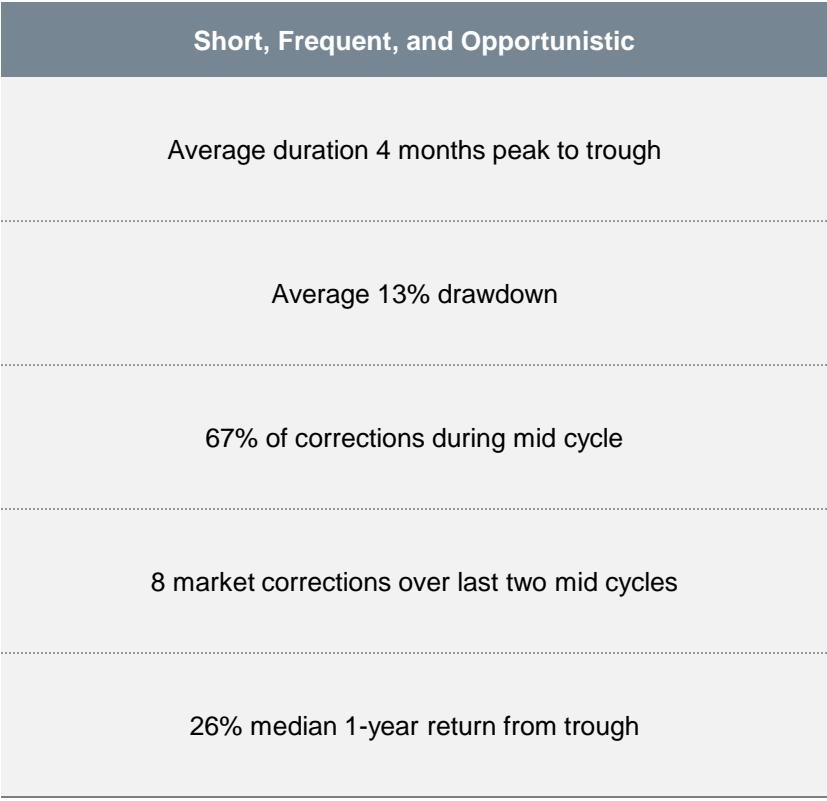 Short, Frequent, and Opportunistic
Average duration 4 months peak to trough
Average 13% drawdown
67% of corrections during mid cycle
8 market corrections over last two mid cycles
26% median 1-year return from trough